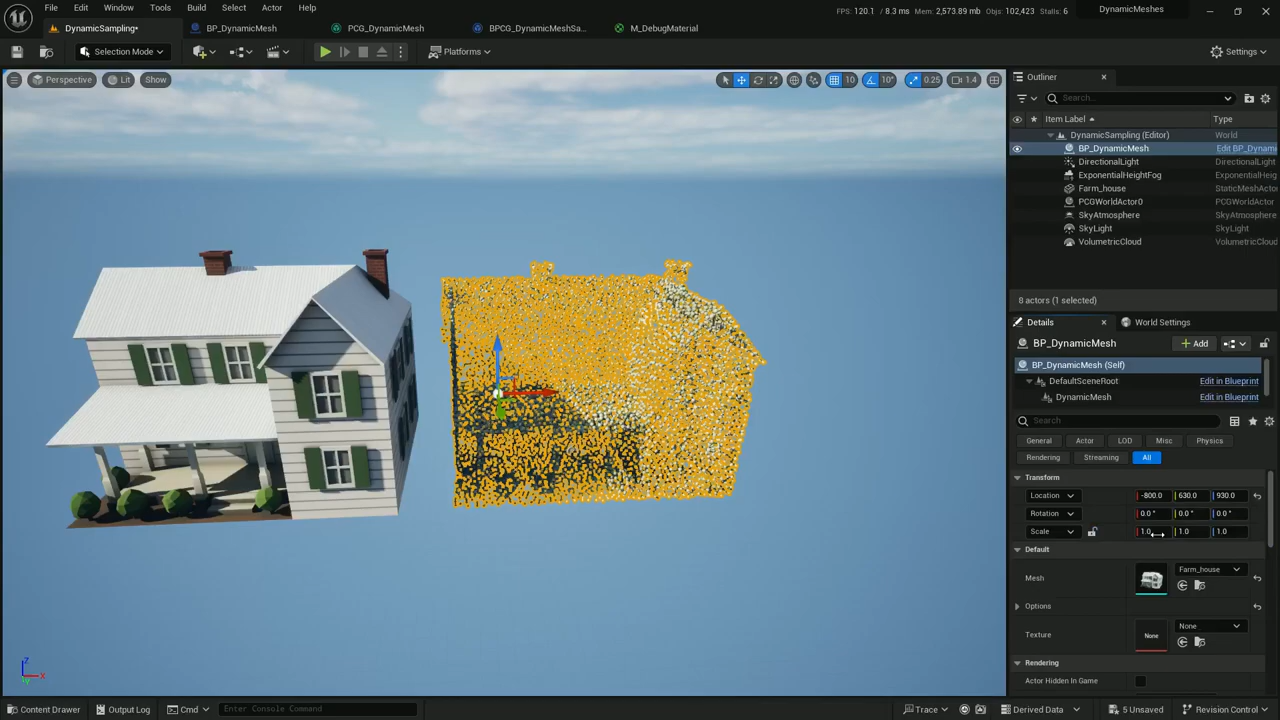 File Edit Window Tools Build Select Actor Help
FPS: 120.1 / 8.3 ms Mem: 2,573.89 mb Objs: 102,423 Stalls: 6
DynamicMeshes
DynamicSampling*
BP_DynamicMesh
PCG_DynamicMesh
BPCG_DynamicMeshSa...
M_DebugMaterial
Selection Mode
Platforms
Settings
Perspective
Lit
Show
10
10°
0.25
1.4
Outliner
Search...
Item Label
Type
DynamicSampling (Editor) World
BP_DynamicMesh Edit BP_Dynami
DirectionalLight DirectionalLight
ExponentialHeightFog ExponentialHeig
Farm_house StaticMeshActo
PCGWorldActor0 PCGWorldActor
SkyAtmosphere SkyAtmosphere
SkyLight SkyLight
VolumetricCloud VolumetricCloud
8 actors (1 selected)
Details
World Settings
BP_DynamicMesh
Add
BP_DynamicMesh (Self)
DefaultSceneRoot Edit in Blueprint
DynamicMesh Edit in Blueprint
Search
General Actor LOD Misc Physics
Rendering Streaming All
Transform
Location -800.0 630.0 930.0
Rotation 0.0 ° 0.0 ° 0.0 °
Scale 1.0 1.0 1.0
Default
Mesh
Farm_house
Options
Texture
None
None
Rendering
Actor Hidden In Game
Z
X
Content Drawer
Output Log
Cmd
Enter Console Command
Trace
Derived Data
5 Unsaved
Revision Control